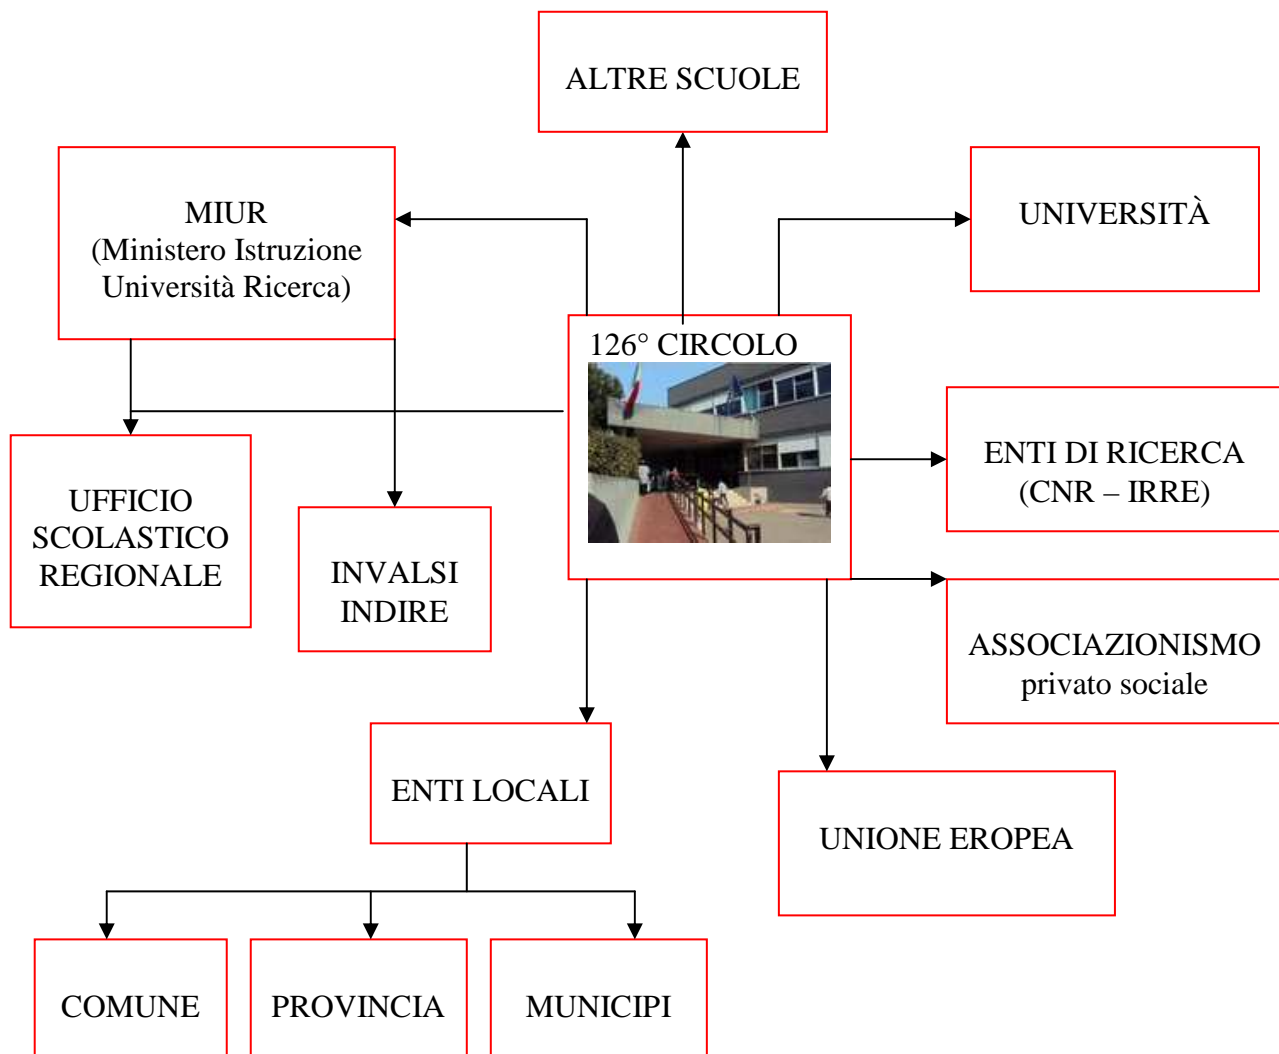 ALTRE SCUOLE
MIUR
(Ministero Istruzione
Università Ricerca)
UNIVERSITÀ
126° CIRCOLO
ENTI DI RICERCA
(CNR – IRRE)
UFFICIO
SCOLASTICO
REGIONALE
INVALSI
INDIRE
ASSOCIAZIONISMO
privato sociale
ENTI LOCALI
UNIONE EROPEA
COMUNE
PROVINCIA
MUNICIPI